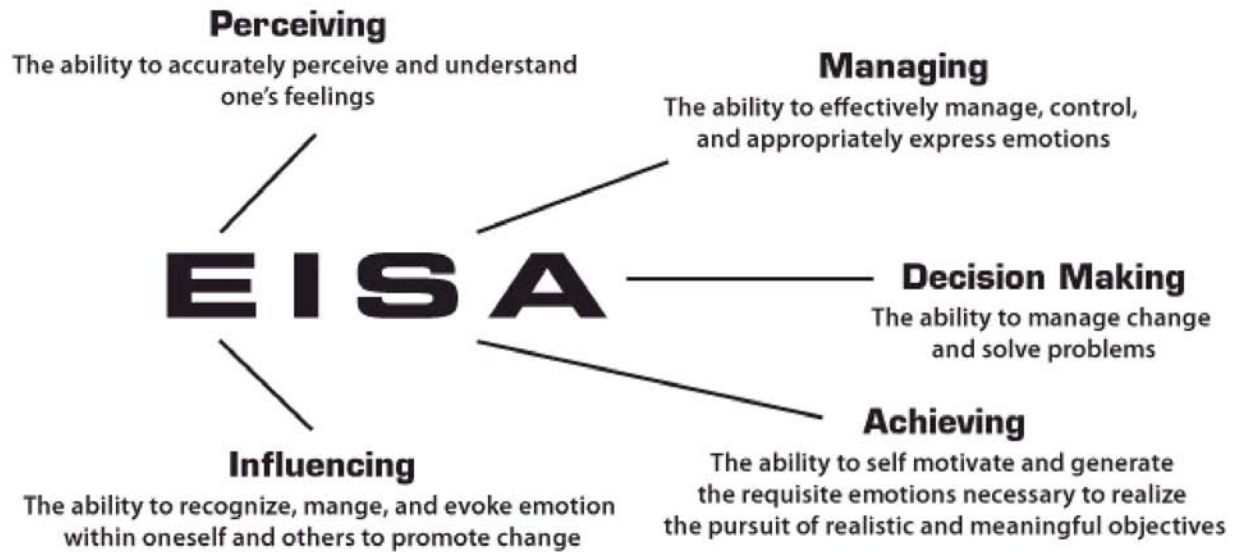 Perceiving
The ability to accurately perceive and understand
one's feelings
Managing
The ability to effectively manage, control,
and appropriately express emotions
EISA
Decision Making
The ability to manage change
and solve problems
Achieving
The ability to self motivate and generate
the requisite emotions necessary to realize
the pursuit of realistic and meaningful objectives
Influencing
The ability to recognize, mange, and evoke emotion
within oneself and others to promote change